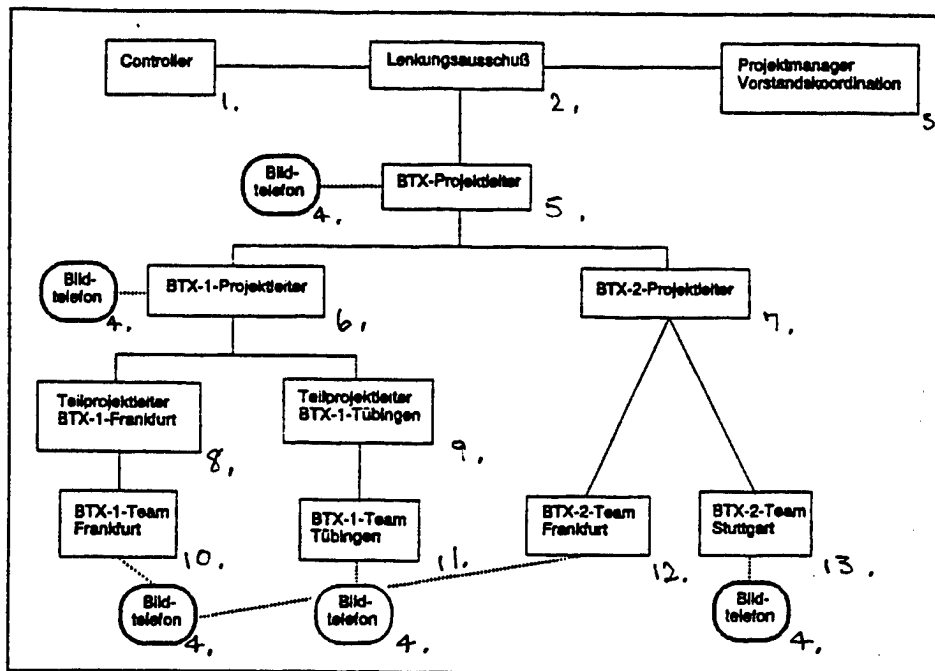 Controller
1.
Lenkungsausschuß
2.
Projektmanager
Vorstandskoordination
3
Bild-
telefon
4.
BTX-Projektleiter
5.
Bild-
telefon
4.
BTX-1-Projektleiter
6.
BTX-2-Projektleiter
7.
Teilprojektleiter
BTX-1-Frankfurt
8.
Teilprojektleiter
BTX-1-Tübingen
9.
BTX-1-Team
Frankfurt
10.
BTX-1-Team
Tübingen
11.
BTX-2-Team
Frankfurt
12.
BTX-2-Team
Stuttgart
13.
Bild-
telefon
4.
Bild-
telefon
4.
Bild-
telefon
4.